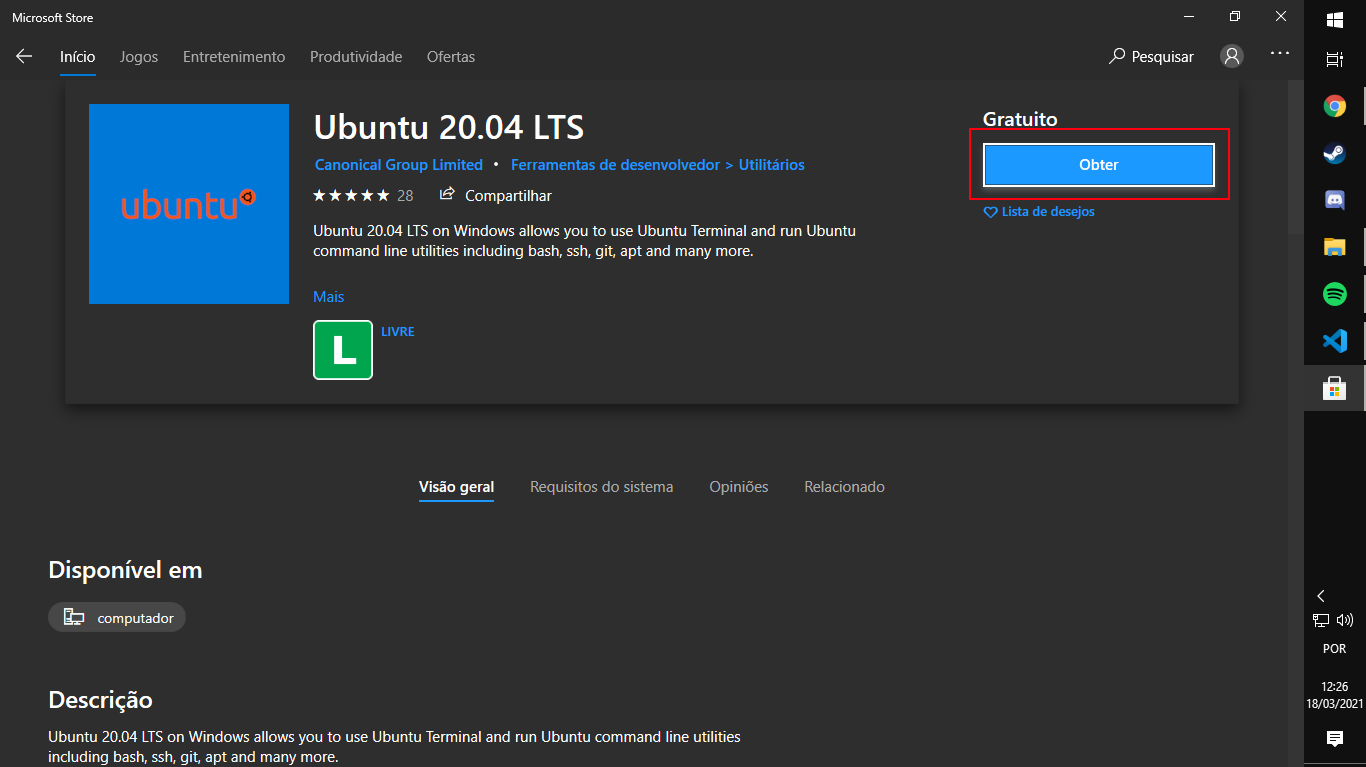 Microsoft Store
Início Jogos Entretenimento Produtividade Ofertas Pesquisar
ubuntu
Ubuntu 20.04 LTS
Canonical Group Limited • Ferramentas de desenvolvedor > Utilitários
★★★★★ 28 Compartilhar
Ubuntu 20.04 LTS on Windows allows you to use Ubuntu Terminal and run Ubuntu
command line utilities including bash, ssh, git, apt and many more.
Mais
L LIVRE
Gratuito
Obter
Lista de desejos
Visão geral Requisitos do sistema Opiniões Relacionado
Disponível em
computador
Descrição
Ubuntu 20.04 LTS on Windows allows you to use Ubuntu Terminal and run Ubuntu command line utilities
including bash, ssh, git, apt and many more.
POR
12:26
18/03/2021